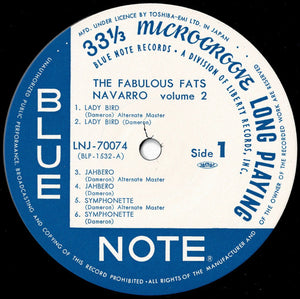 MFD. UNDER LICENCE BY TOSHIBA-EMI LTD. IN JAPAN
33 1/3 MICROGROOVE LONG PLAYING
BLUE NOTE RECORDS • A DIVISION OF LIBERTY RECORDS, INC.
THE FABULOUS FATS
NAVARRO volume 2
1. LADY BIRD
(Dameron) Alternate Master
2. LADY BIRD (Dameron)
LNJ-70074
(BLP-1532-A)
Side 1
3. JAHBERO
(Dameron)
4. JAHBERO
(Dameron) Alternate Master
5. SYMPHONETTE
(Dameron) Alternate Master
6. SYMPHONETTE
(Dameron)
BLUE
NOTE®
UNAUTHORIZED PUBLIC PERFORMANCE, BROADCASTING AND COPYING OF THIS RECORD PROHIBITED • ALL RIGHTS OF THE MANUFACTURER AND OF THE OWNER OF THE RECORDED WORK ARE RESERVED